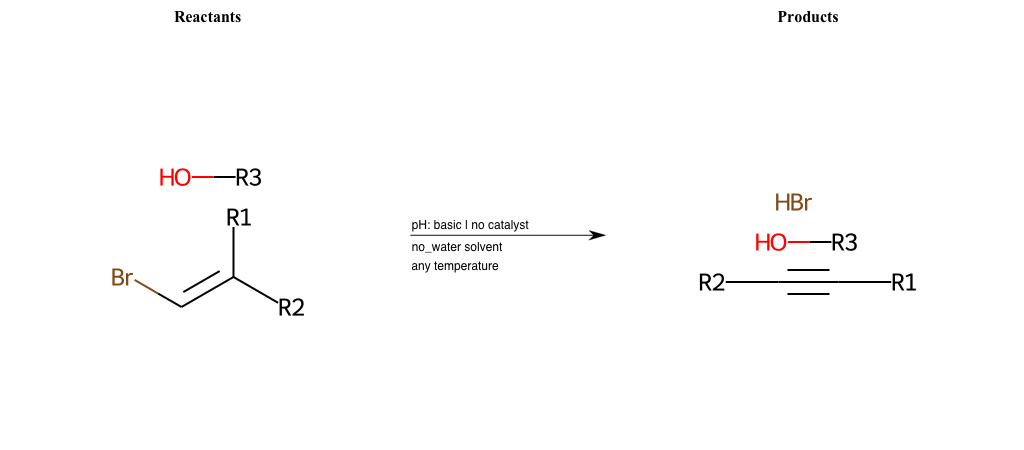 Reactants
Products
HO R3
R1
Br
R2
pH: basic | no catalyst
no_water solvent
any temperature
HBr
HO R3
R2 R1